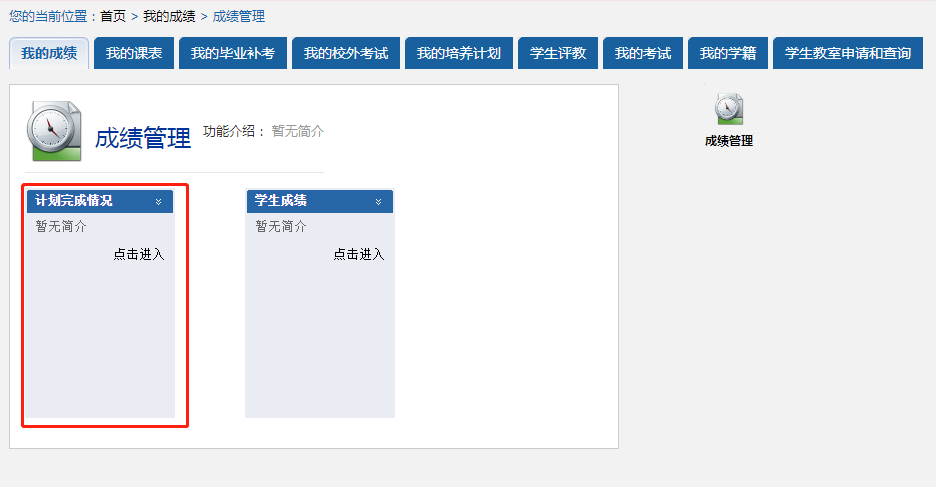 您的当前位置：首页 > 我的成绩 > 成绩管理
我的成绩 我的课表 我的毕业补考 我的校外考试 我的培养计划 学生评教 我的考试 我的学籍 学生教室申请和查询
成绩管理 功能介绍： 暂无简介
成绩管理
计划完成情况
暂无简介
点击进入
学生成绩
暂无简介
点击进入